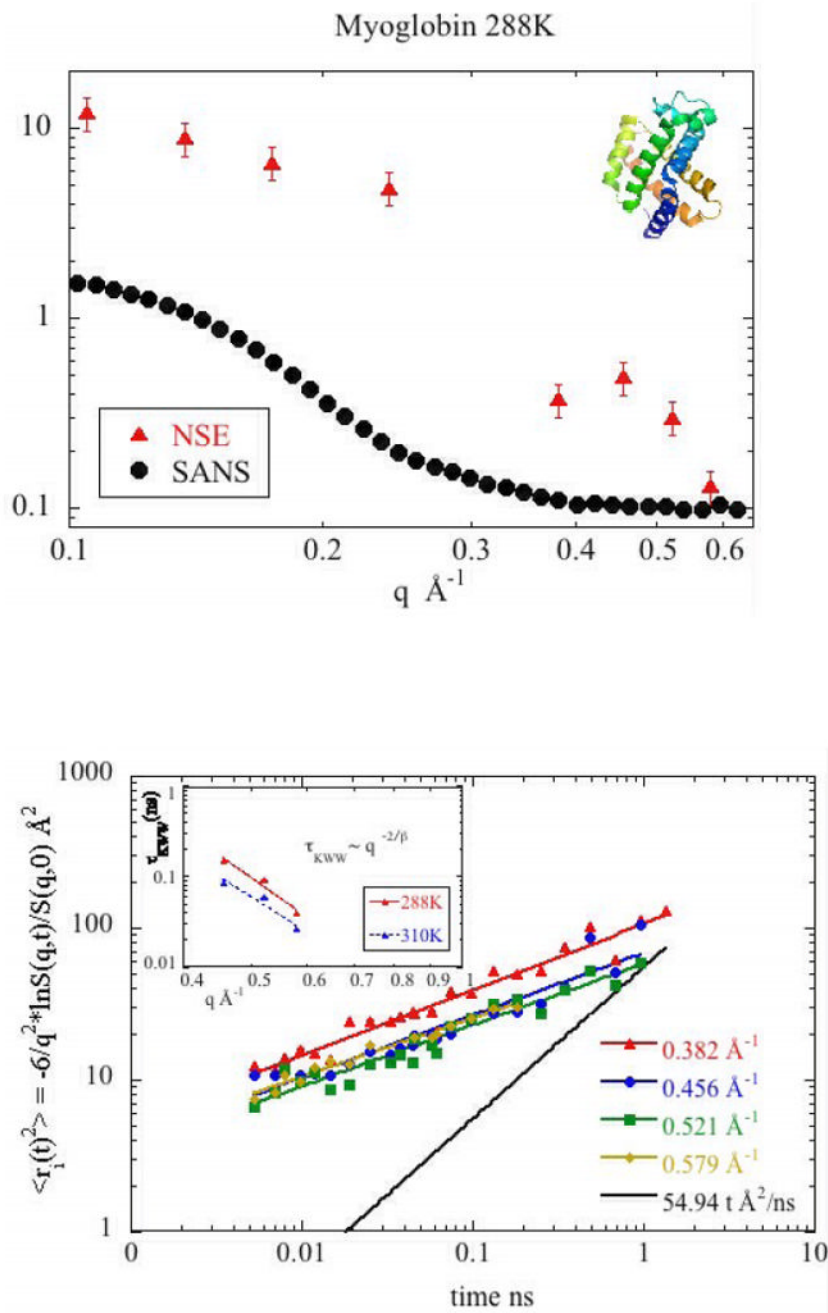 Myoglobin 288K
10
1
0.1
NSE
SANS
0.1 0.2 0.3 0.4 0.5 0.6
q Å⁻¹
<r_i(t)²> = -6/q²*lnS(q,t)/S(q,0) Å²
1000
100
10
1
τ_KWW(ns)
1
0.1
0.01
τ_KWW ~ q^-2/β
288K
310K
0.4 0.5 0.6 0.7 0.8 0.9 1
q Å⁻¹
0.382 Å⁻¹
0.456 Å⁻¹
0.521 Å⁻¹
0.579 Å⁻¹
54.94 t Å²/ns
0 0.01 0.1 1 10
time ns